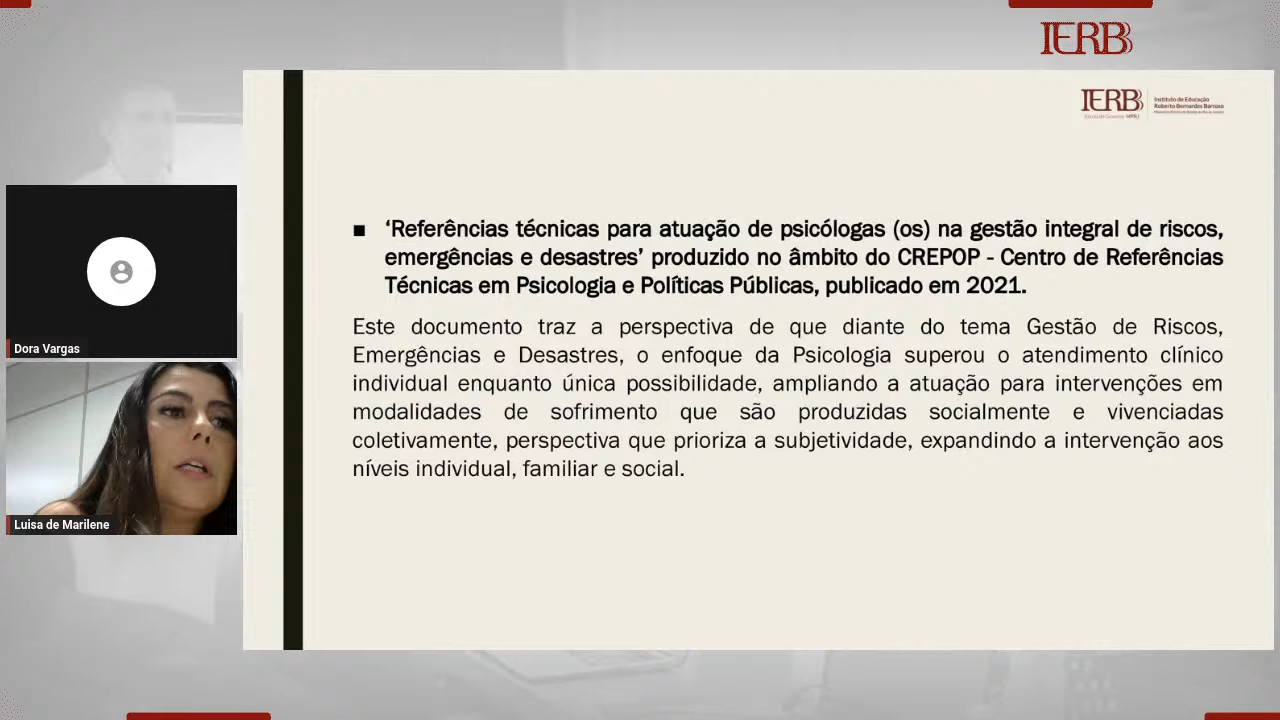 IERB
IERB
Instituto de Educação
Roberto Bernardes Barroso
Escola de Governo MPRJ
■ ‘Referências técnicas para atuação de psicólogas (os) na gestão integral de riscos,
emergências e desastres’ produzido no âmbito do CREPOP - Centro de Referências
Técnicas em Psicologia e Políticas Públicas, publicado em 2021.
Este documento traz a perspectiva de que diante do tema Gestão de Riscos,
Emergências e Desastres, o enfoque da Psicologia superou o atendimento clínico
individual enquanto única possibilidade, ampliando a atuação para intervenções em
modalidades de sofrimento que são produzidas socialmente e vivenciadas
coletivamente, perspectiva que prioriza a subjetividade, expandindo a intervenção aos
níveis individual, familiar e social.
Dora Vargas
Luisa de Marilene